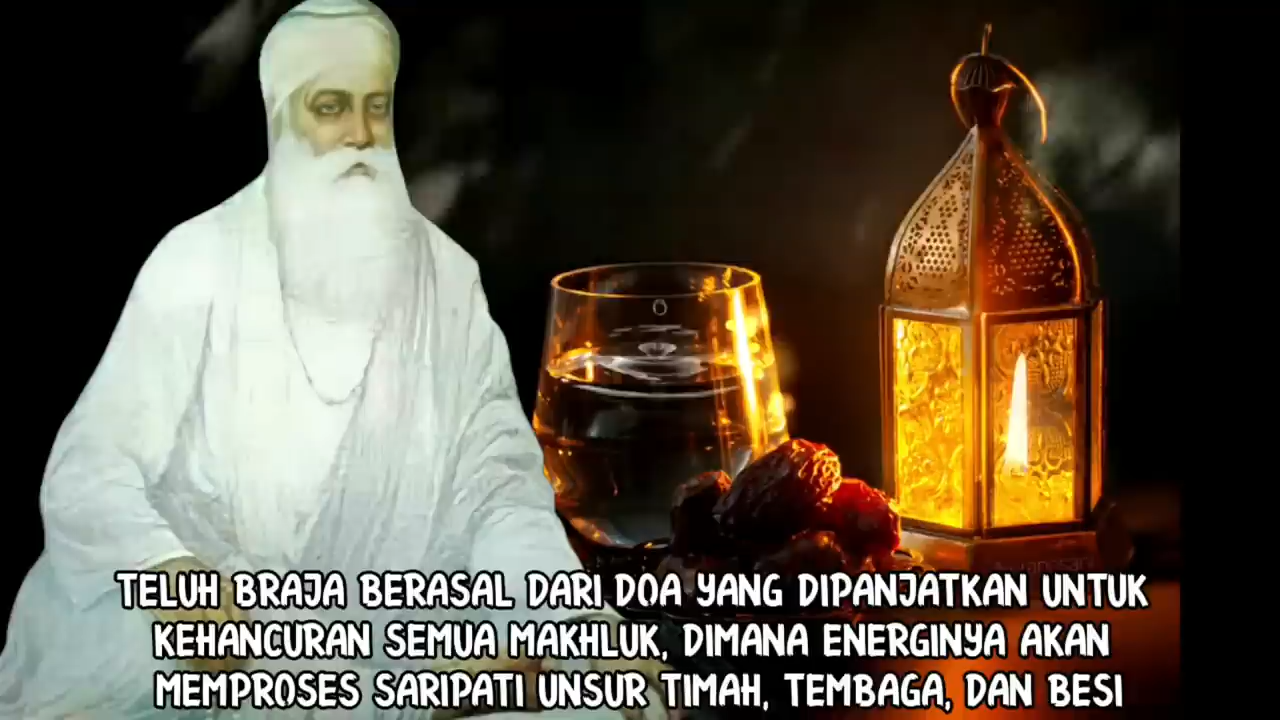 TELUH BRAJA BERASAL DARI DOA YANG DIPANJATKAN UNTUK
KEHANCURAN SEMUA MAKHLUK, DIMANA ENERGINYA AKAN
MEMPROSES SARIPATI UNSUR TIMAH, TEMBAGA, DAN BESI